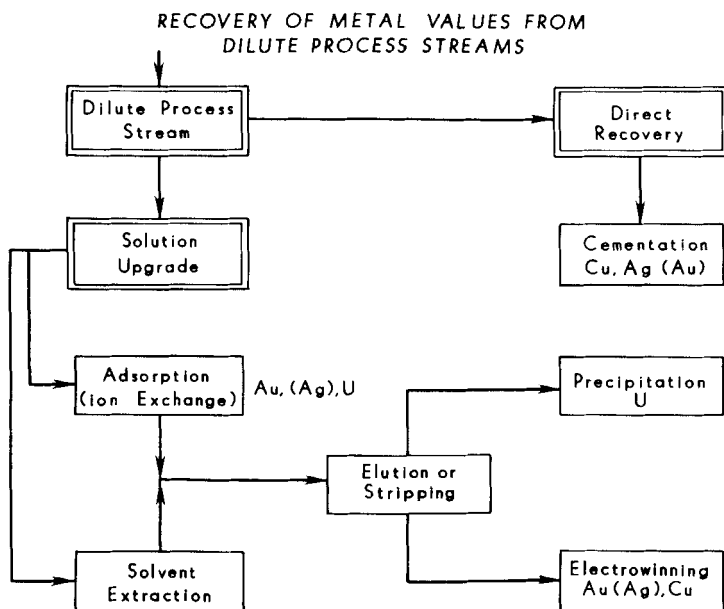 RECOVERY OF METAL VALUES FROM
DILUTE PROCESS STREAMS
Dilute Process
Stream
Direct
Recovery
Solution
Upgrade
Cementation
Cu, Ag (Au)
Adsorption
(ion Exchange)
Au, (Ag), U
Precipitation
U
Elution or
Stripping
Solvent
Extraction
Electrowinning
Au(Ag), Cu